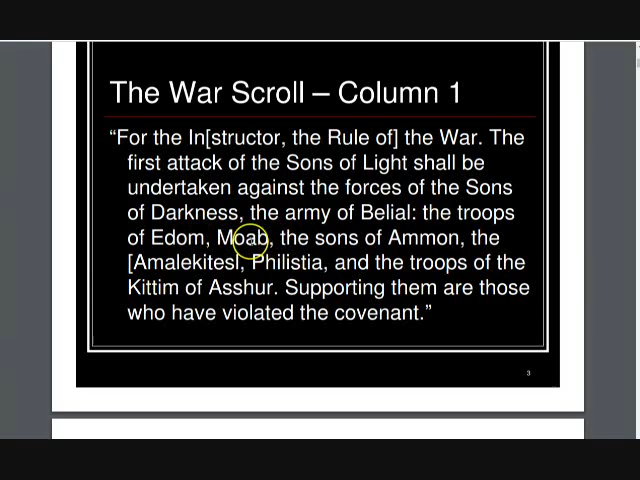 The War Scroll – Column 1
“For the In[structor, the Rule of] the War. The
first attack of the Sons of Light shall be
undertaken against the forces of the Sons
of Darkness, the army of Belial: the troops
of Edom, Moab, the sons of Ammon, the
[Amalekitesl, Philistia, and the troops of the
Kittim of Asshur. Supporting them are those
who have violated the covenant.”
3